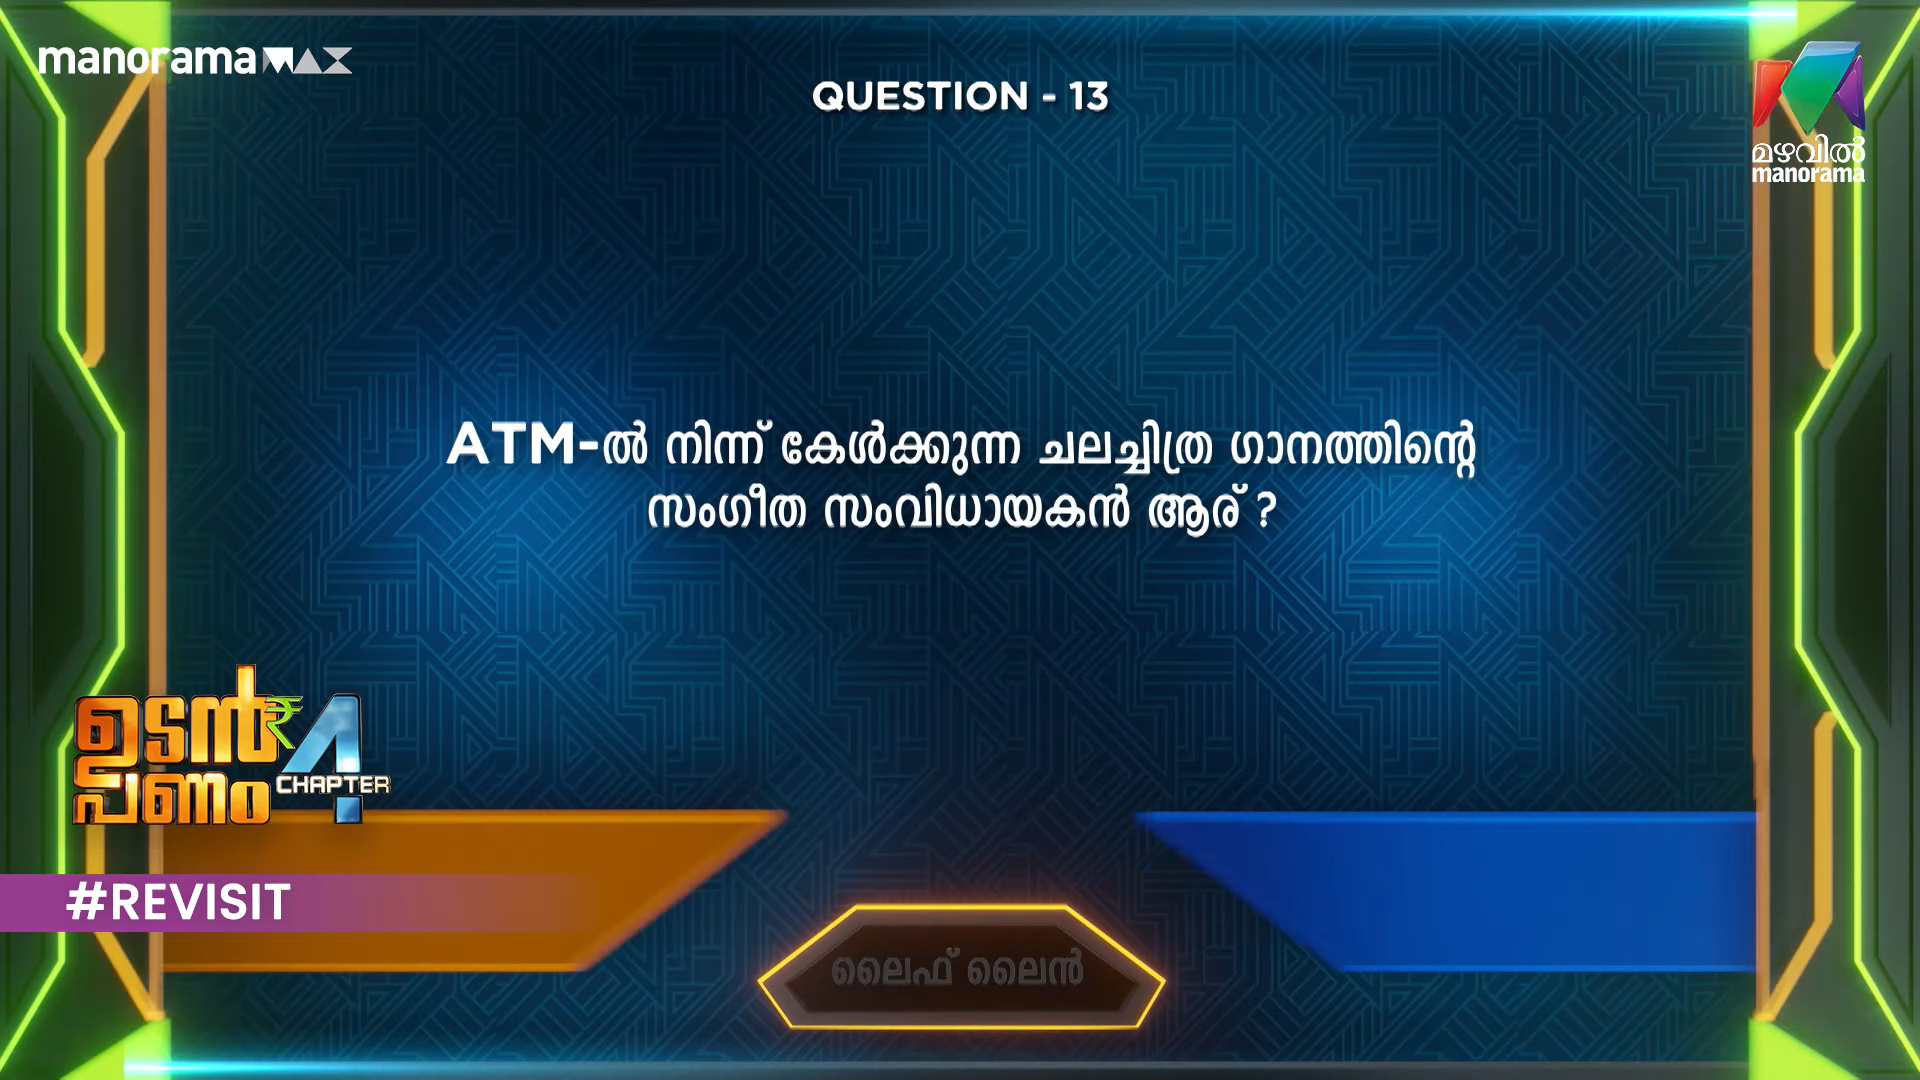 manorama MAX
QUESTION - 13
മഴവിൽ
manorama
ATM-ൽ നിന്ന് കേൾക്കുന്ന ചലച്ചിത്ര ഗാനത്തിന്റെ
സംഗീത സംവിധായകൻ ആര് ?
ഉടൻ
പണം
CHAPTER
4
#REVISIT
ലൈഫ് ലൈൻ